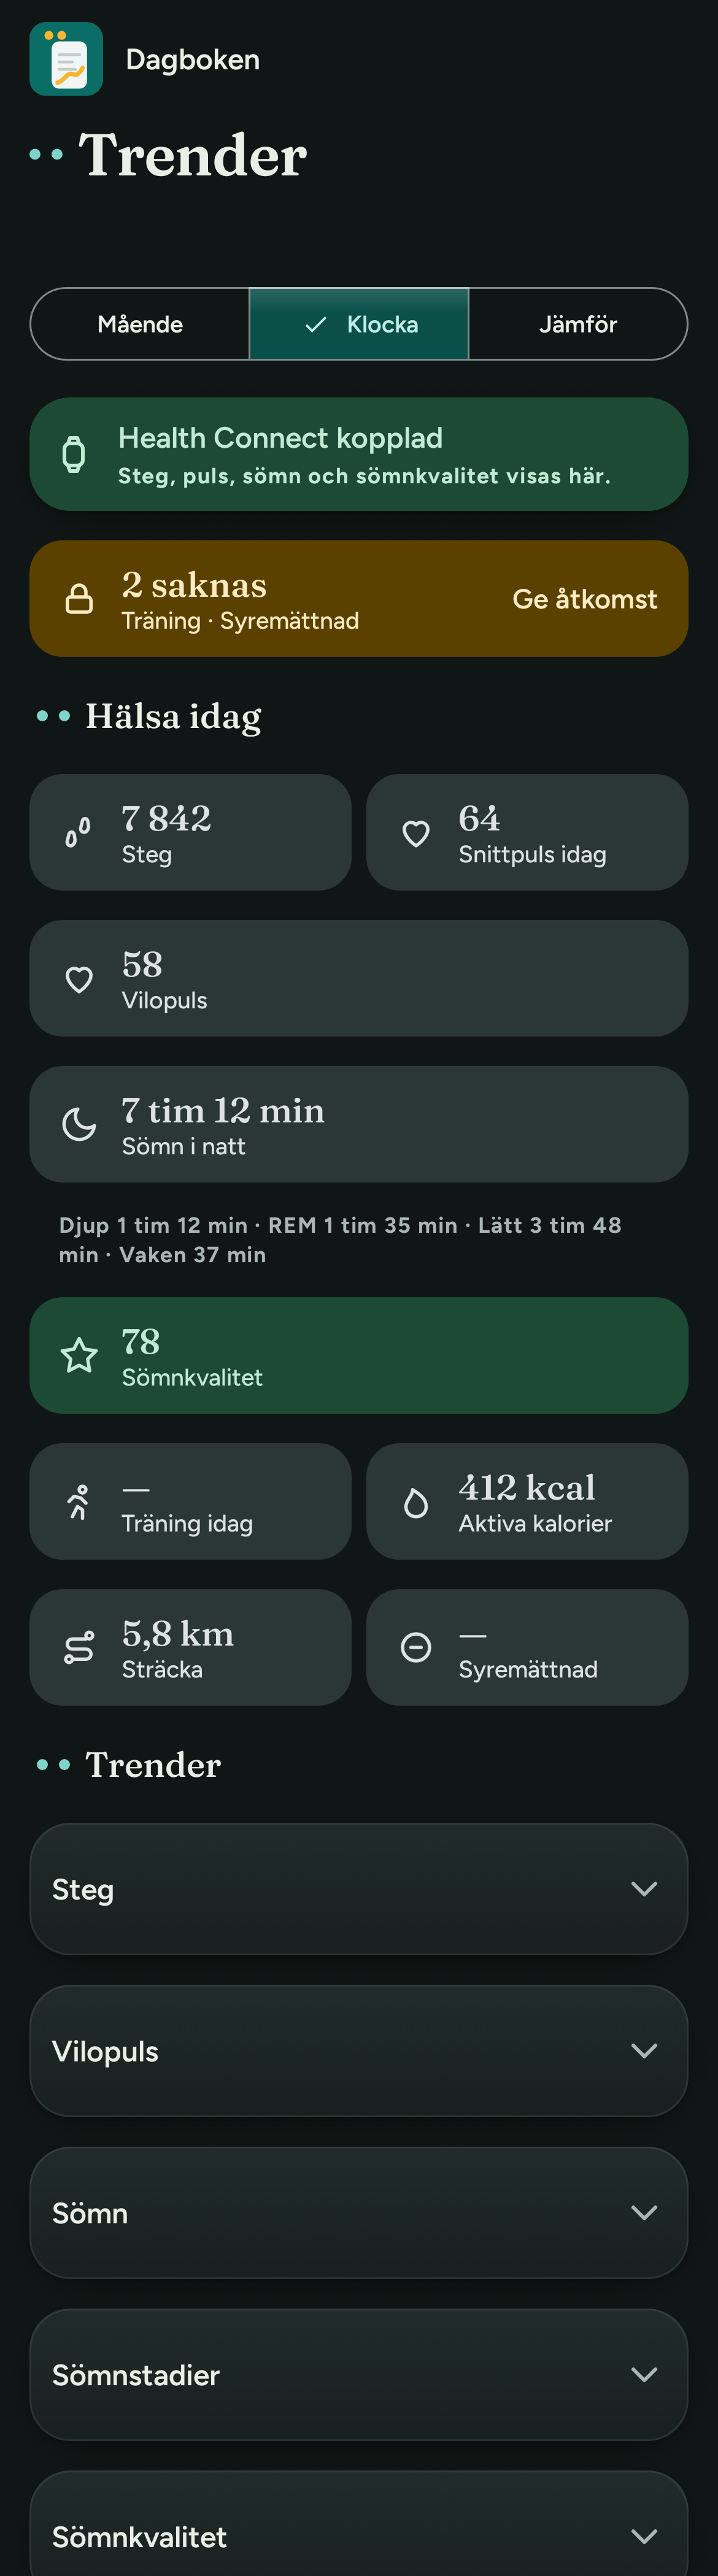 Dagboken
Trender
Mående
Klocka
Jämför
Health Connect kopplad
Steg, puls, sömn och sömnkvalitet visas här.
2 saknas
Träning · Syremättnad
Ge åtkomst
Hälsa idag
7 842
Steg
64
Snittpuls idag
58
Vilopuls
7 tim 12 min
Sömn i natt
Djup 1 tim 12 min · REM 1 tim 35 min · Lätt 3 tim 48
min · Vaken 37 min
78
Sömnkvalitet
—
Träning idag
412 kcal
Aktiva kalorier
5,8 km
Sträcka
—
Syremättnad
Trender
Steg
Vilopuls
Sömn
Sömnstadier
Sömnkvalitet